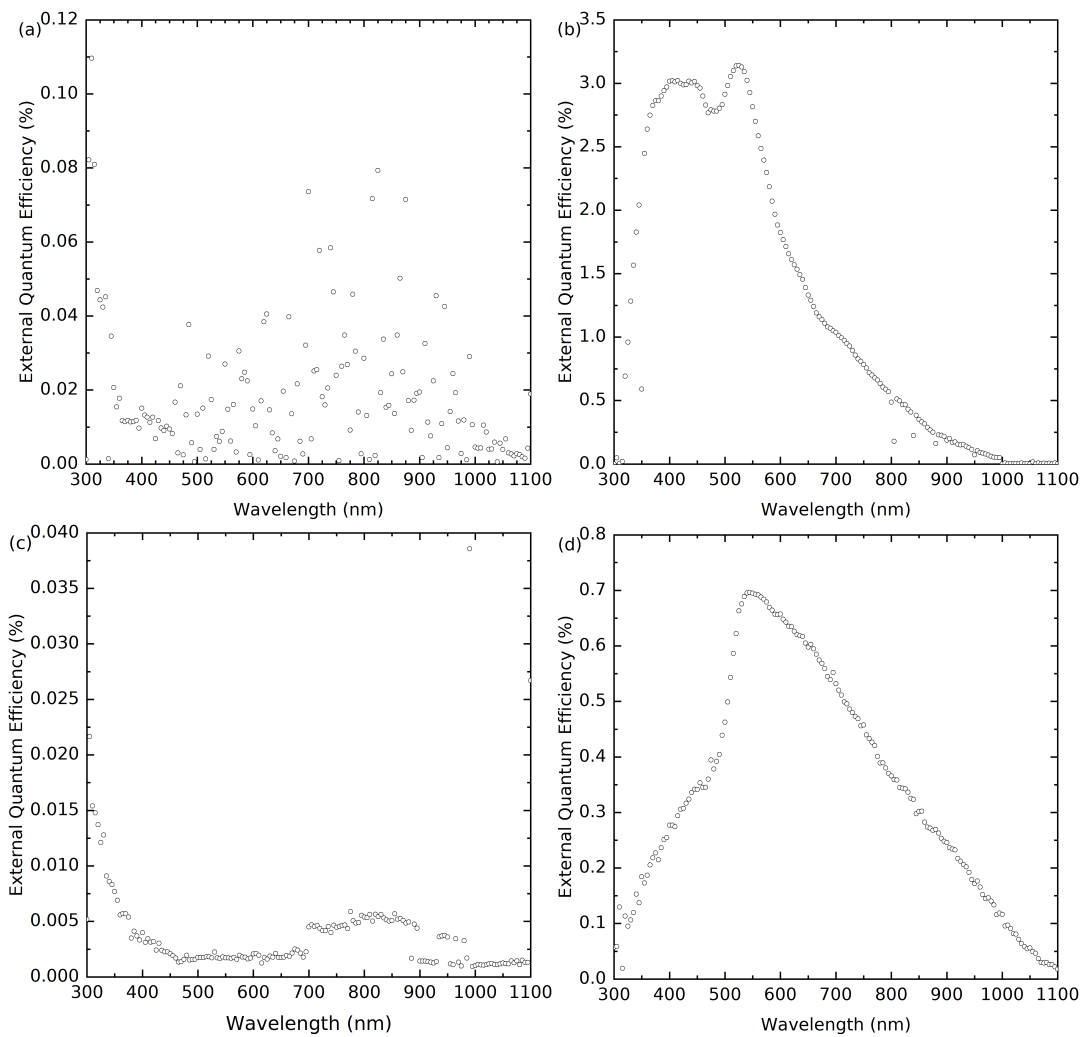 (a)
0.12
0.10
0.08
0.06
0.04
0.02
0.00
External Quantum Efficiency (%)
300 400 500 600 700 800 900 1000 1100
Wavelength (nm)
(b)
3.5
3.0
2.5
2.0
1.5
1.0
0.5
0.0
External Quantum Efficiency (%)
300 400 500 600 700 800 900 1000 1100
Wavelength (nm)
(c)
0.040
0.035
0.030
0.025
0.020
0.015
0.010
0.005
0.000
External Quantum Efficiency (%)
300 400 500 600 700 800 900 1000 1100
Wavelength (nm)
(d)
0.8
0.7
0.6
0.5
0.4
0.3
0.2
0.1
0.0
External Quantum Efficiency (%)
300 400 500 600 700 800 900 1000 1100
Wavelength (nm)